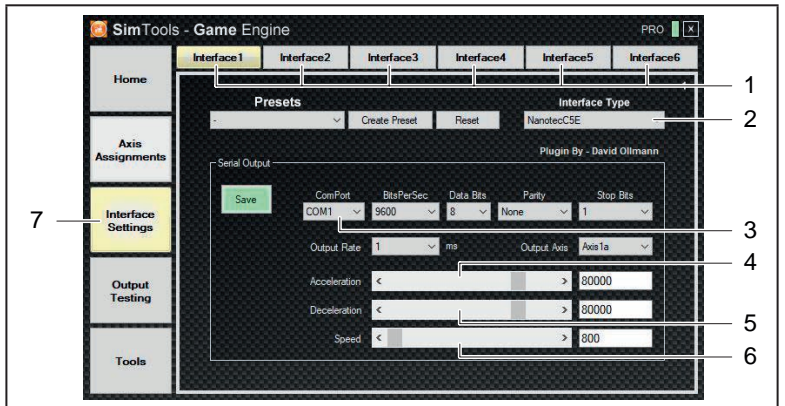 SimTools - Game Engine PRO X
Interface1 Interface2 Interface3 Interface4 Interface5 Interface6
Home
Axis
Assignments
Interface
Settings
Output
Testing
Tools
Presets Interface Type
- Create Preset Reset NanotecC5E
Plugin By - David Ollmann
Serial Output
Save
ComPort BitsPerSec Data Bits Parity Stop Bits
COM1 9600 8 None 1
Output Rate 1 ms Output Axis Axis1a
Acceleration < > 80000
Deceleration < > 80000
Speed < > 800
1
2
3
4
5
6
7